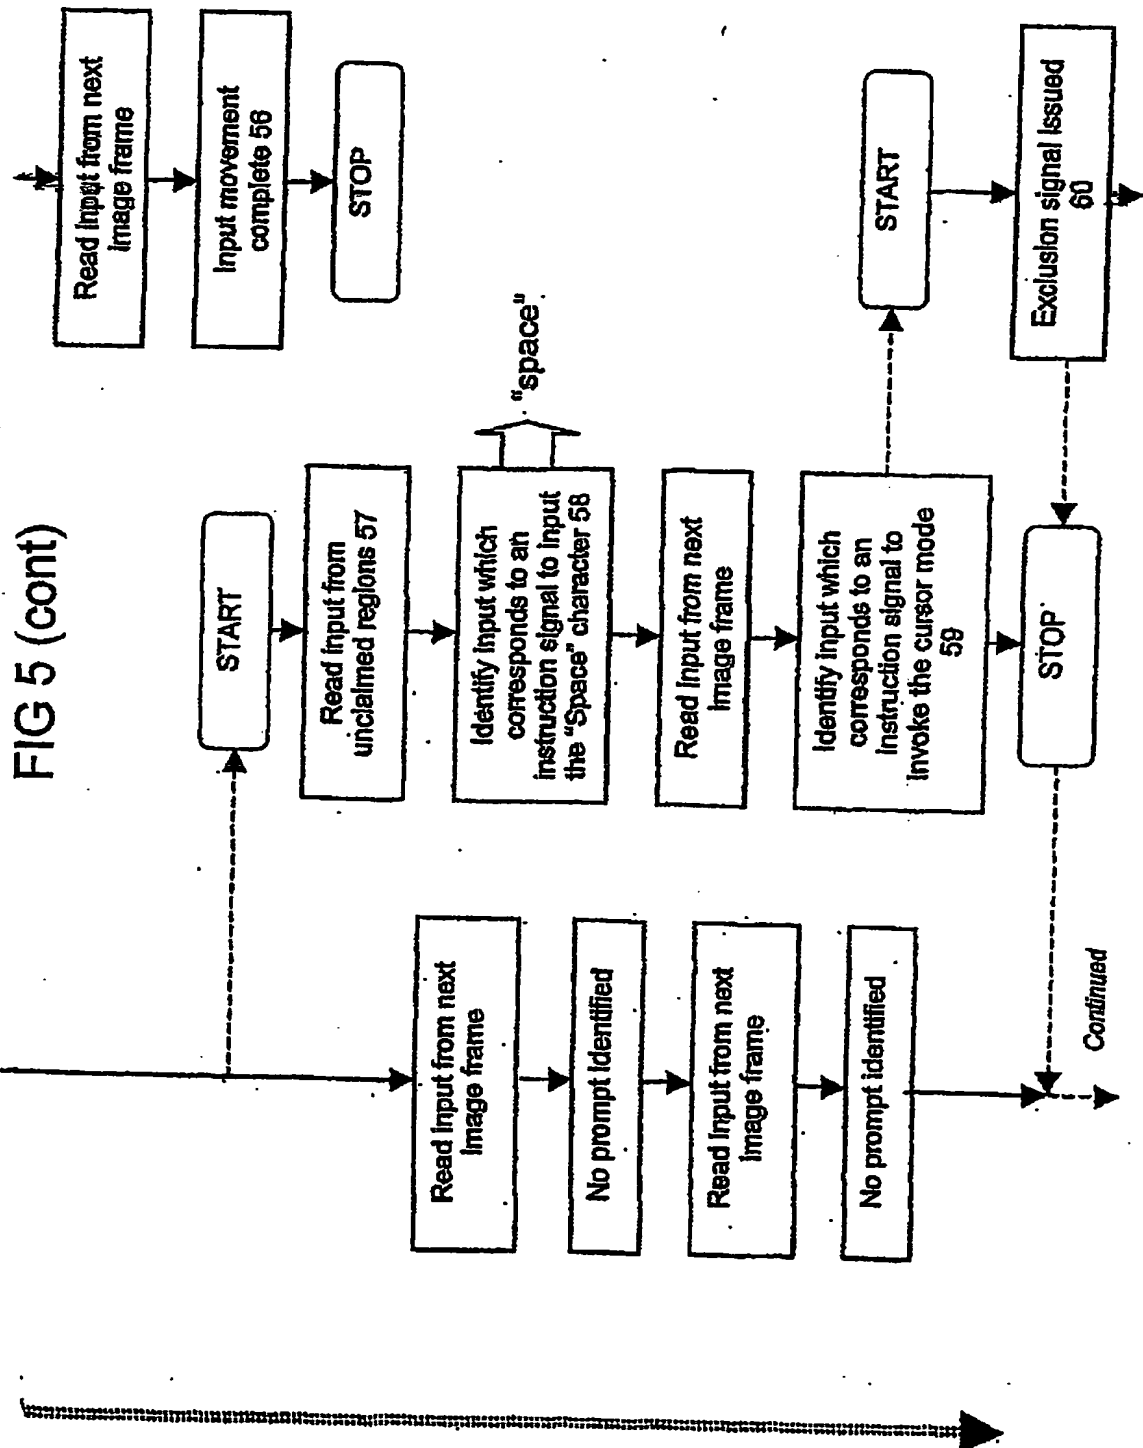 FIG 5 (cont)
Read input from next
image frame
Input movement
complete 56
STOP
START
Read input from
unclaimed regions 57
Identify input which
corresponds to an
instruction signal to input
the "Space" character 58
"space"
Read input from next
image frame
Identify input which
corresponds to an
instruction signal to
invoke the cursor mode
59
STOP
START
Exclusion signal issued
60
Read input from next
image frame
No prompt identified
Read input from next
image frame
No prompt identified
Continued